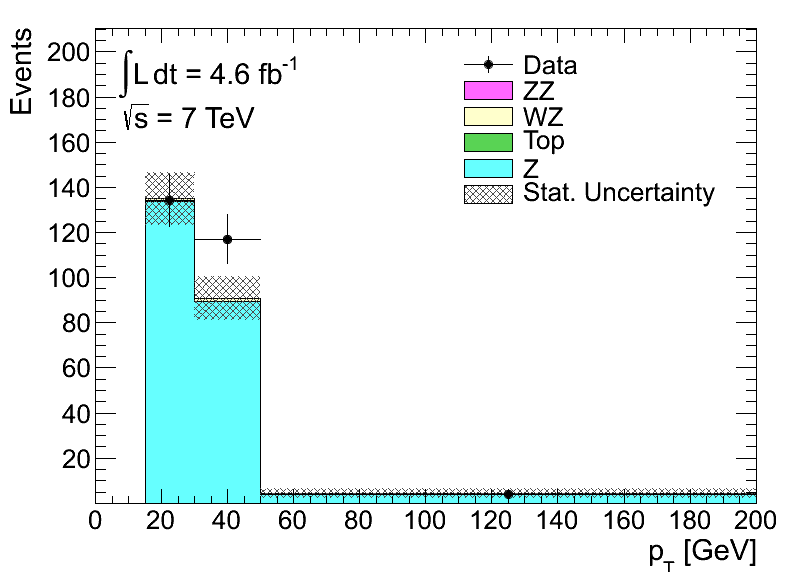 Events
200
180
160
140
120
100
80
60
40
20
∫L dt = 4.6 fb⁻¹
√s = 7 TeV
Data
ZZ
WZ
Top
Z
Stat. Uncertainty
0 20 40 60 80 100 120 140 160 180 200
p_T [GeV]